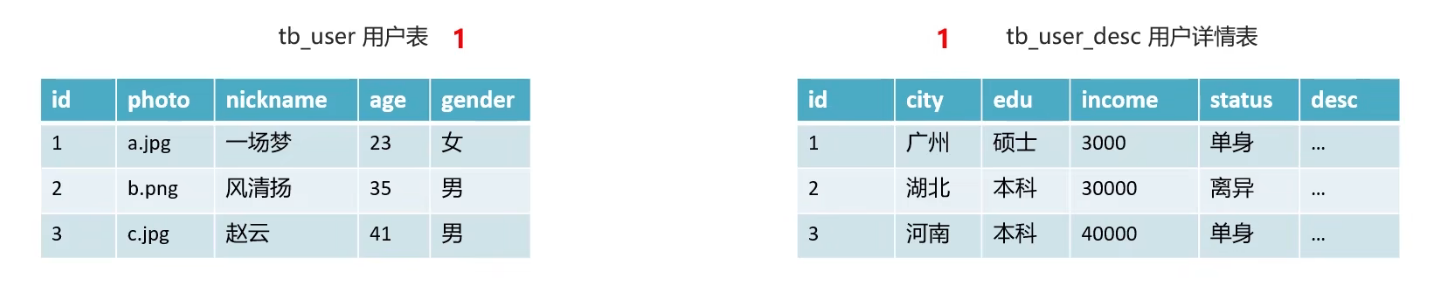 tb_user 用户表 1
id photo nickname age gender
1 a.jpg 一场梦 23 女
2 b.png 风清扬 35 男
3 c.jpg 赵云 41 男
1 tb_user_desc 用户详情表
id city edu income status desc
1 广州 硕士 3000 单身 ...
2 湖北 本科 30000 离异 ...
3 河南 本科 40000 单身 ...